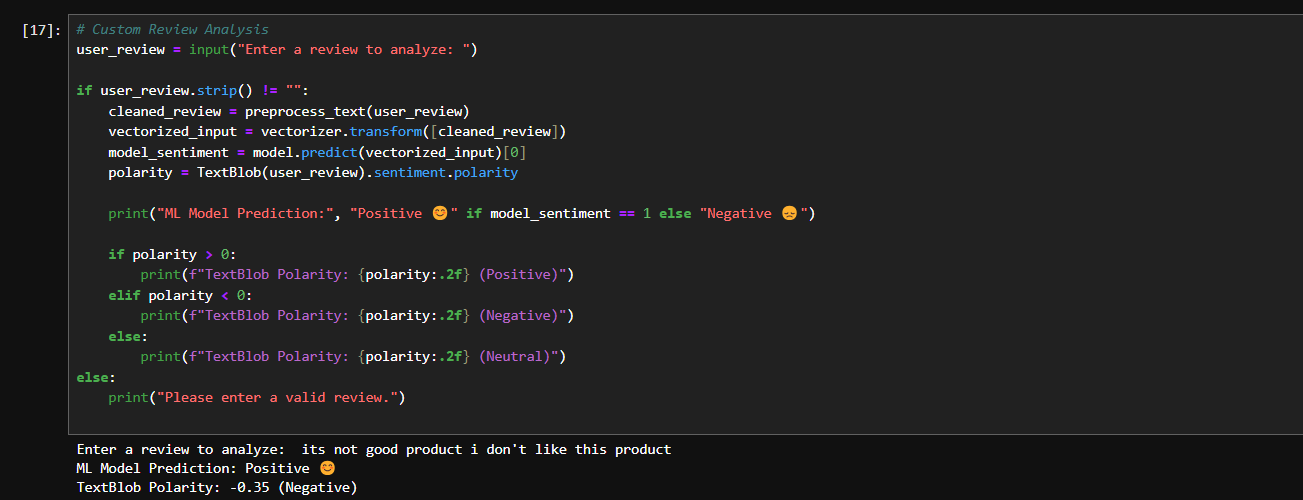 [17]: # Custom Review Analysis
user_review = input("Enter a review to analyze: ")
if user_review.strip() != "":
    cleaned_review = preprocess_text(user_review)
    vectorized_input = vectorizer.transform([cleaned_review])
    model_sentiment = model.predict(vectorized_input)[0]
    polarity = TextBlob(user_review).sentiment.polarity
    print("ML Model Prediction:", "Positive 😊" if model_sentiment == 1 else "Negative 😞")
    if polarity > 0:
        print(f"TextBlob Polarity: {polarity:.2f} (Positive)")
    elif polarity < 0:
        print(f"TextBlob Polarity: {polarity:.2f} (Negative)")
    else:
        print(f"TextBlob Polarity: {polarity:.2f} (Neutral)")
else:
    print("Please enter a valid review.")
Enter a review to analyze:  its not good product i don't like this product
ML Model Prediction: Positive 😊
TextBlob Polarity: -0.35 (Negative)